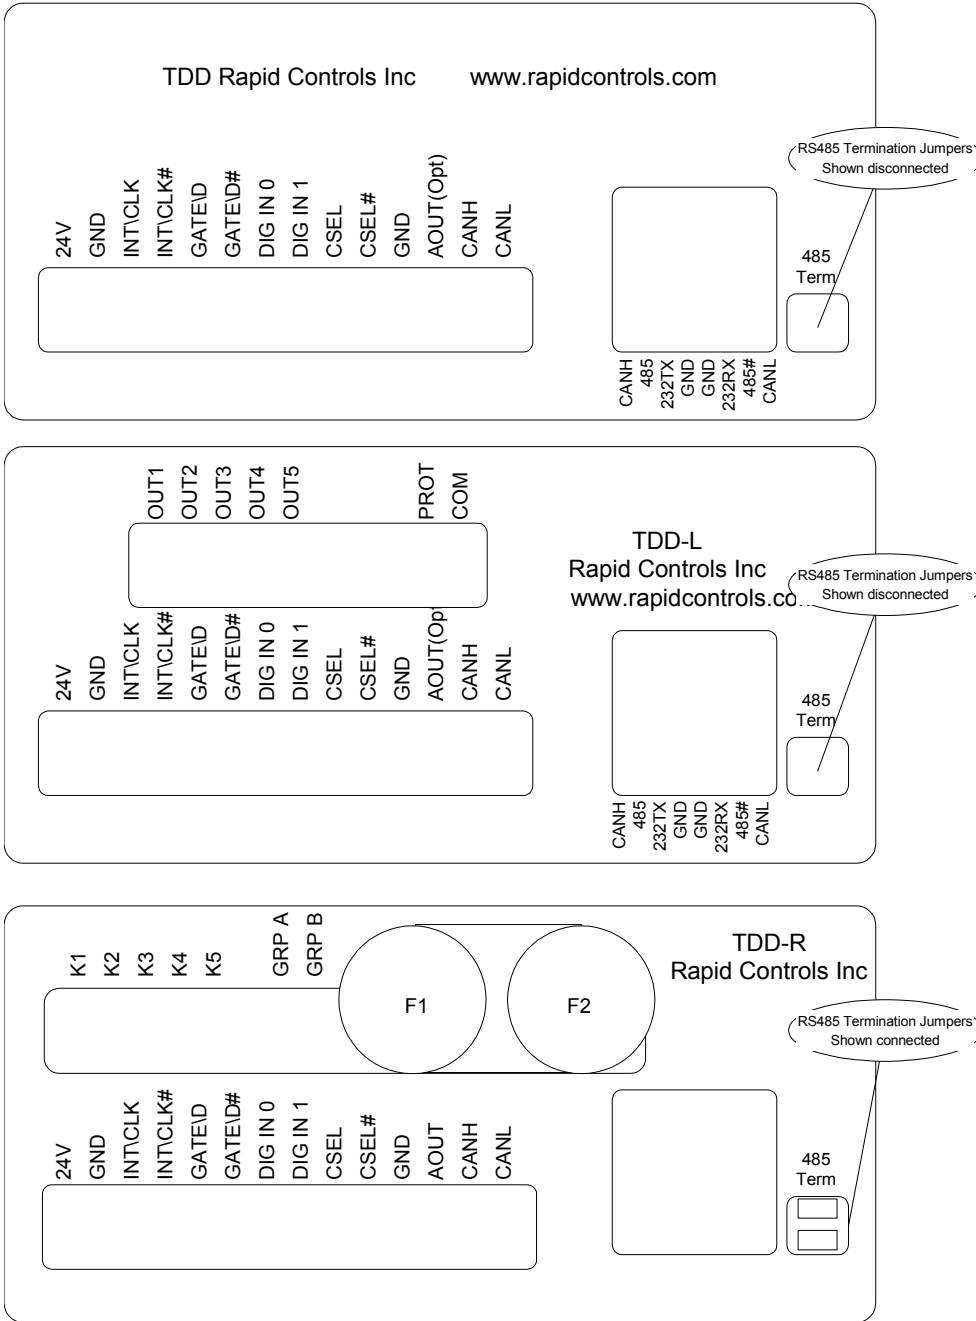 TDD Rapid Controls Inc www.rapidcontrols.com
RS485 Termination Jumpers
Shown disconnected
24V
GND
INT\CLK
INT\CLK#
GATE\D
GATE\D#
DIG IN 0
DIG IN 1
CSEL
CSEL#
GND
AOUT(Opt)
CANH
CANL
485
Term
CANH
485
232TX
GND
GND
232RX
485#
CANL
OUT1
OUT2
OUT3
OUT4
OUT5
PROT
COM
TDD-L
Rapid Controls Inc
www.rapidcontrols.co
RS485 Termination Jumpers
Shown disconnected
24V
GND
INT\CLK
INT\CLK#
GATE\D
GATE\D#
DIG IN 0
DIG IN 1
CSEL
CSEL#
GND
AOUT(Op
CANH
CANL
485
Term
CANH
485
232TX
GND
GND
232RX
485#
CANL
K1
K2
K3
K4
K5
GRP A
GRP B
F1
F2
TDD-R
Rapid Controls Inc
RS485 Termination Jumpers
Shown connected
24V
GND
INT\CLK
INT\CLK#
GATE\D
GATE\D#
DIG IN 0
DIG IN 1
CSEL
CSEL#
GND
AOUT
CANH
CANL
485
Term